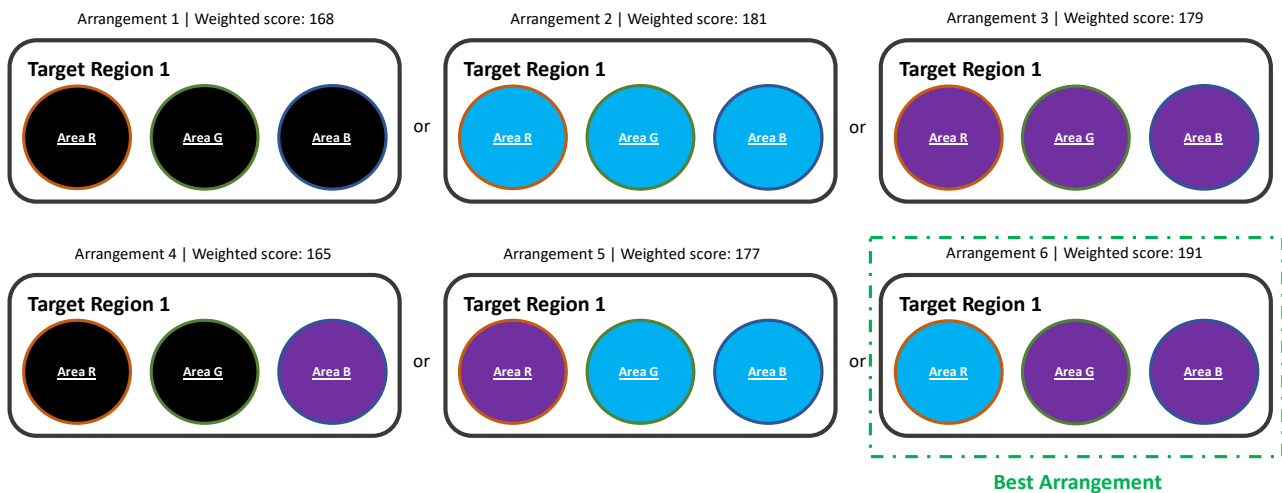 Arrangement 1 | Weighted score: 168
Target Region 1
Area R
Area G
Area B
or
Arrangement 2 | Weighted score: 181
Target Region 1
Area R
Area G
Area B
or
Arrangement 3 | Weighted score: 179
Target Region 1
Area R
Area G
Area B
Arrangement 4 | Weighted score: 165
Target Region 1
Area R
Area G
Area B
or
Arrangement 5 | Weighted score: 177
Target Region 1
Area R
Area G
Area B
or
Arrangement 6 | Weighted score: 191
Target Region 1
Area R
Area G
Area B
Best Arrangement